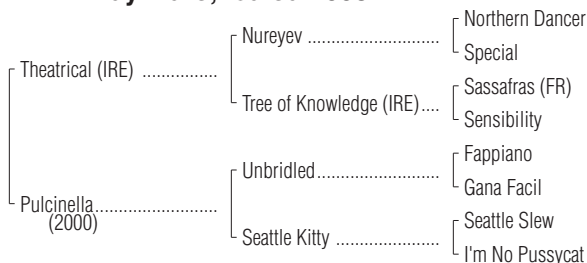 Nureyev
Northern Dancer
Special
Theatrical (IRE)
Tree of Knowledge (IRE)
Sassafras (FR)
Sensibility
Unbridled
Fappiano
Gana Facil
Pulcinella
(2000)
Seattle Kitty
Seattle Slew
I'm No Pussycat